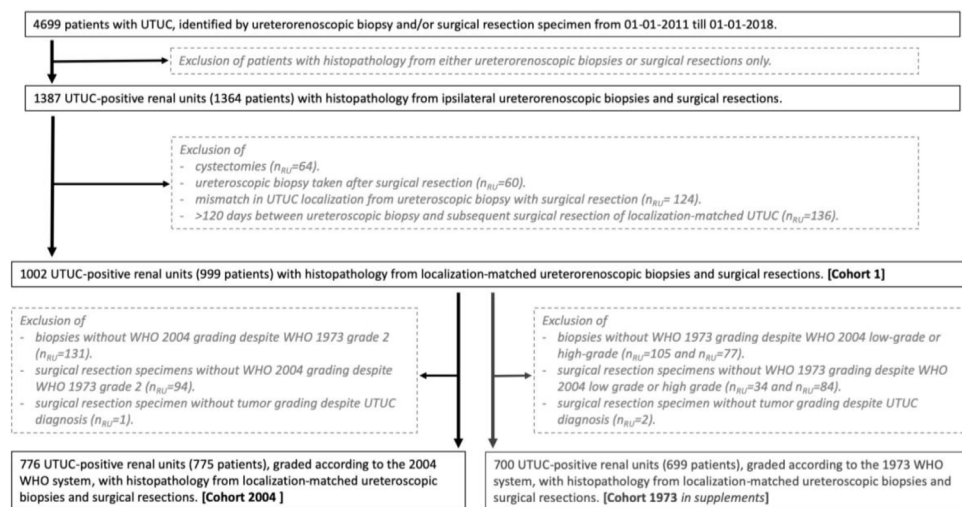 4699 patients with UTUC, identified by ureterorenoscopic biopsy and/or surgical resection specimen from 01-01-2011 till 01-01-2018.
Exclusion of patients with histopathology from either ureterorenoscopic biopsies or surgical resections only.
1387 UTUC-positive renal units (1364 patients) with histopathology from ipsilateral ureterorenoscopic biopsies and surgical resections.
Exclusion of
- cystectomies (nRU=64).
- ureteroscopic biopsy taken after surgical resection (nRU=60).
- mismatch in UTUC localization from ureteroscopic biopsy with surgical resection (nRU= 124).
- >120 days between ureteroscopic biopsy and subsequent surgical resection of localization-matched UTUC (nRU=136).
1002 UTUC-positive renal units (999 patients) with histopathology from localization-matched ureterorenoscopic biopsies and surgical resections. [Cohort 1]
Exclusion of
- biopsies without WHO 2004 grading despite WHO 1973 grade 2
(nRU=131).
- surgical resection specimens without WHO 2004 grading despite
WHO 1973 grade 2 (nRU=94).
- surgical resection specimen without tumor grading despite UTUC
diagnosis (nRU=1).
Exclusion of
- biopsies without WHO 1973 grading despite WHO 2004 low-grade or
high-grade (nRU=105 and nRU=77).
- surgical resection specimens without WHO 1973 grading despite WHO
2004 low grade or high grade (nRU=34 and nRU=84).
- surgical resection specimen without tumor grading despite UTUC
diagnosis (nRU=2).
776 UTUC-positive renal units (775 patients), graded according to the 2004
WHO system, with histopathology from localization-matched ureteroscopic
biopsies and surgical resections. [Cohort 2004 ]
700 UTUC-positive renal units (699 patients), graded according to the 1973 WHO
system, with histopathology from localization-matched ureteroscopic biopsies and
surgical resections. [Cohort 1973 in supplements]